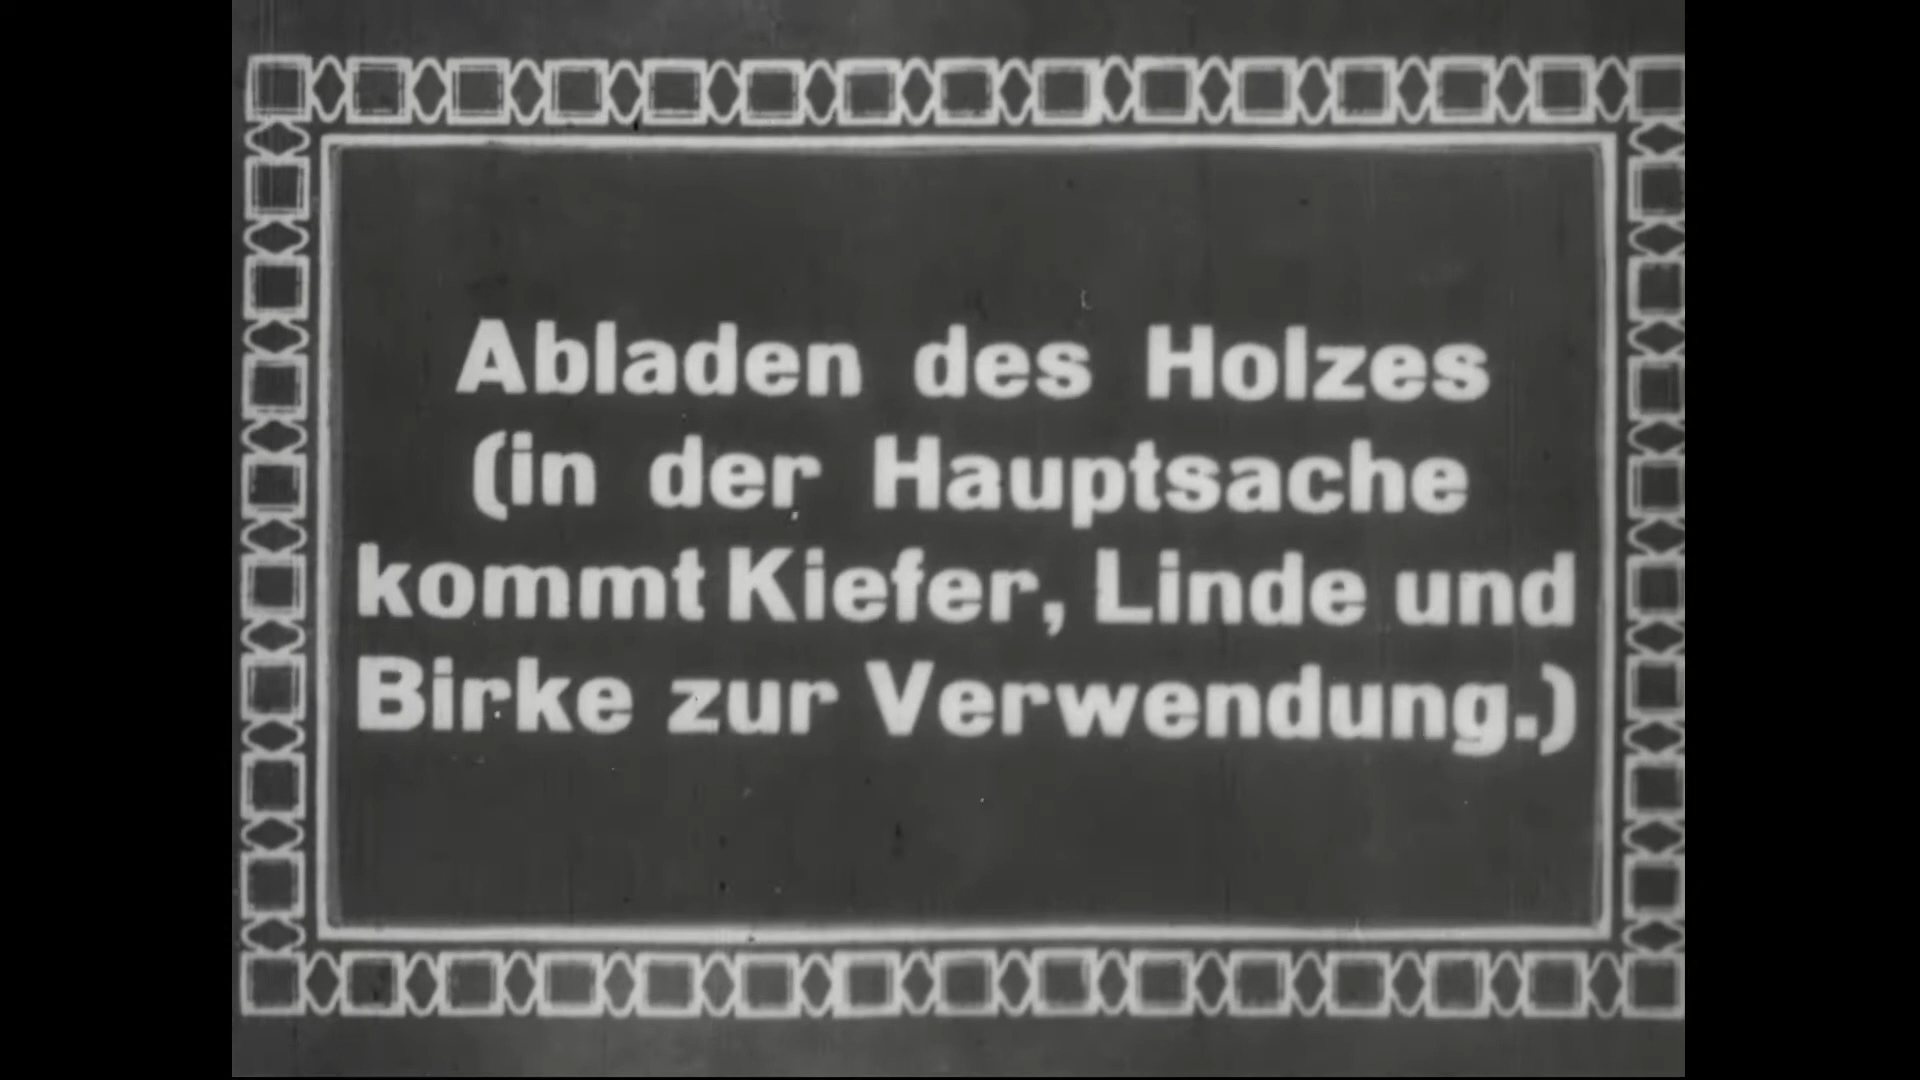 Abladen des Holzes
(in der Hauptsache
kommt Kiefer, Linde und
Birke zur Verwendung.)